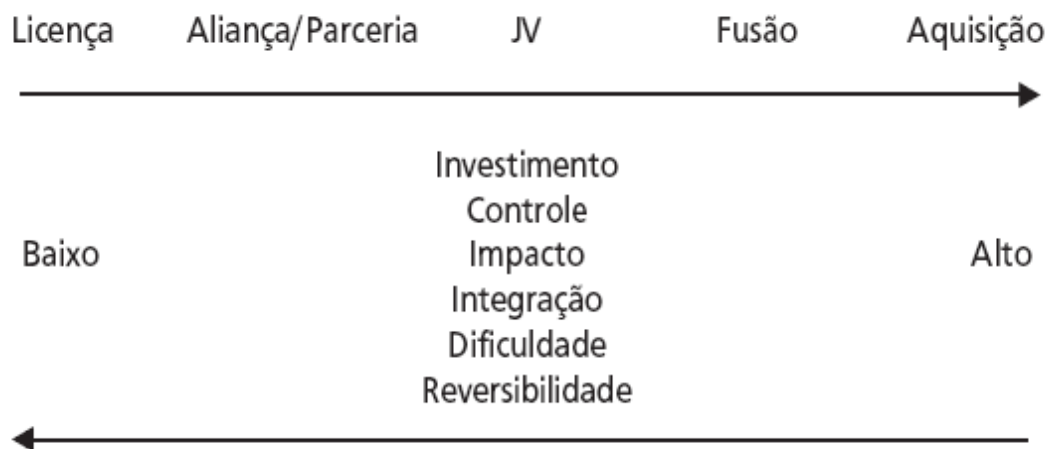 Licença Aliança/Parceria JV Fusão Aquisição
Investimento
Controle
Baixo Impacto Alto
Integração
Dificuldade
Reversibilidade